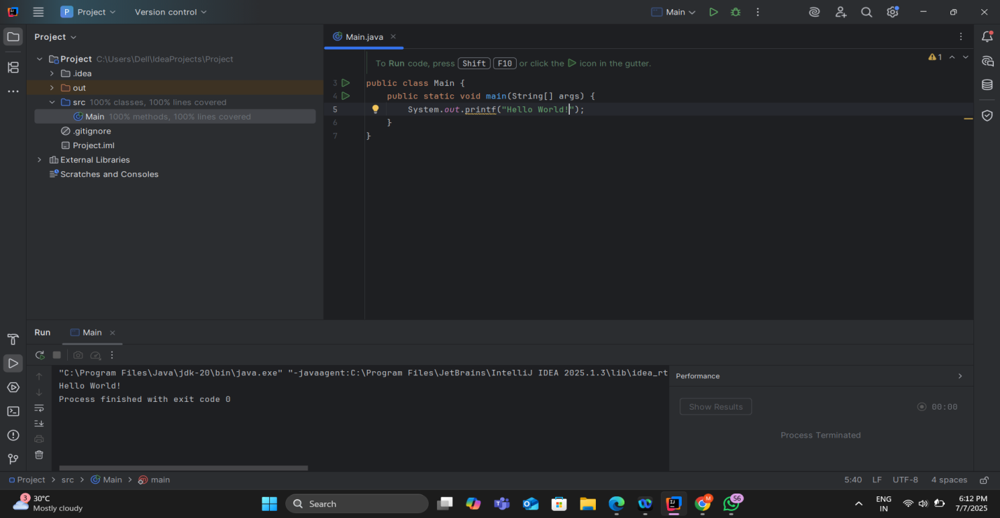 P Project Version control Main
Project
Main.java
Project C:\Users\Dell\IdeaProjects\Project
.idea
out
src 100% classes, 100% lines covered
Main 100% methods, 100% lines covered
.gitignore
Project.iml
External Libraries
Scratches and Consoles
To Run code, press Shift F10 or click the icon in the gutter.
1
3 public class Main {
4 public static void main(String[] args) {
5 System.out.printf("Hello World!");
6 }
7 }
Run Main
"C:\Program Files\Java\jdk-20\bin\java.exe" "-javaagent:C:\Program Files\JetBrains\IntelliJ IDEA 2025.1.3\lib\idea_rt
Hello World!
Process finished with exit code 0
Performance
Show Results 00:00
Process Terminated
Project > src > Main > main 5:40 LF UTF-8 4 spaces
3 30°C
Mostly cloudy
Search
M
56
ENG
IN
6:12 PM
7/7/2025